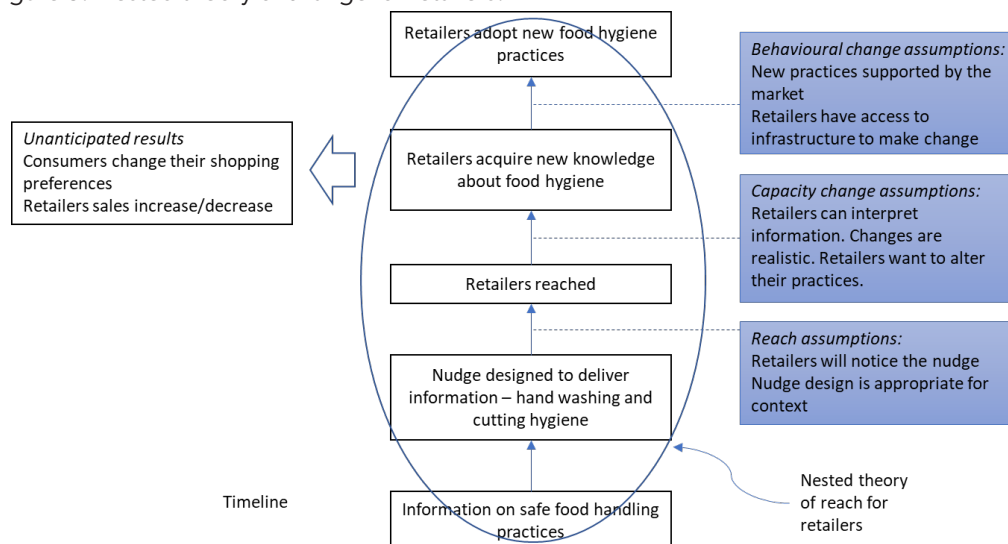 Retailers adopt new food hygiene
practices
Behavioural change assumptions:
New practices supported by the
market
Retailers have access to
infrastructure to make change
Unanticipated results
Consumers change their shopping
preferences
Retailers sales increase/decrease
Retailers acquire new knowledge
about food hygiene
Capacity change assumptions:
Retailers can interpret
information. Changes are
realistic. Retailers want to alter
their practices.
Retailers reached
Reach assumptions:
Retailers will notice the nudge
Nudge design is appropriate for
context
Nudge designed to deliver
information – hand washing and
cutting hygiene
Timeline
Information on safe food handling
practices
Nested theory
of reach for
retailers